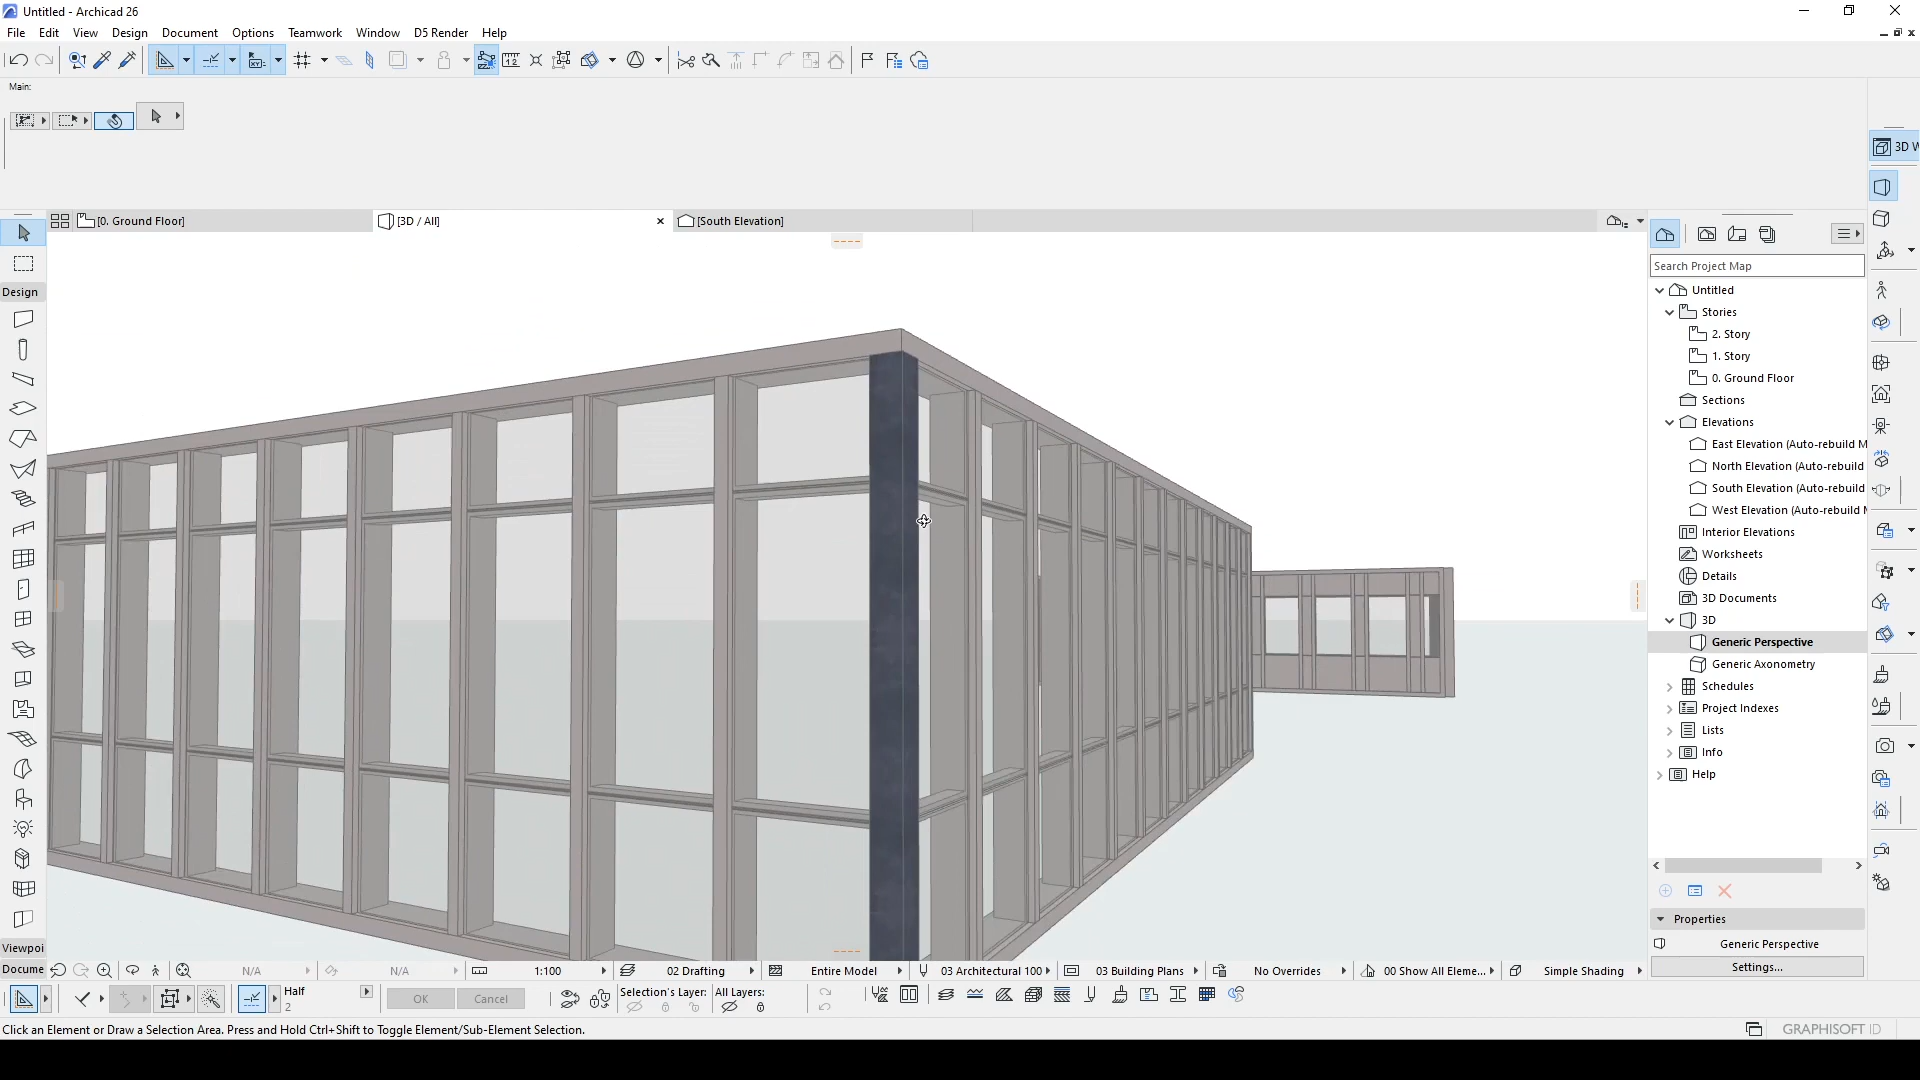 Untitled - Archicad 26
File Edit View Design Document Options Teamwork Window D5 Render Help
Main:
[0. Ground Floor]
[3D / All]
[South Elevation]
3D
Design
Search Project Map
Untitled
Stories
2. Story
1. Story
0. Ground Floor
Sections
Elevations
East Elevation (Auto-rebuild M
North Elevation (Auto-rebuild
South Elevation (Auto-rebuild
West Elevation (Auto-rebuild
Interior Elevations
Worksheets
Details
3D Documents
3D
Generic Perspective
Generic Axonometry
Schedules
Project Indexes
Lists
Info
Help
Properties
Generic Perspective
Settings...
Viewpoi
Docume
N/A N/A 1:100 02 Drafting Entire Model 03 Architectural 100 03 Building Plans No Overrides 00 Show All Eleme... Simple Shading
Half
2
OK Cancel
Selection's Layer: All Layers:
Click an Element or Draw a Selection Area. Press and Hold Ctrl+Shift to Toggle Element/Sub-Element Selection.
GRAPHISOFT ID